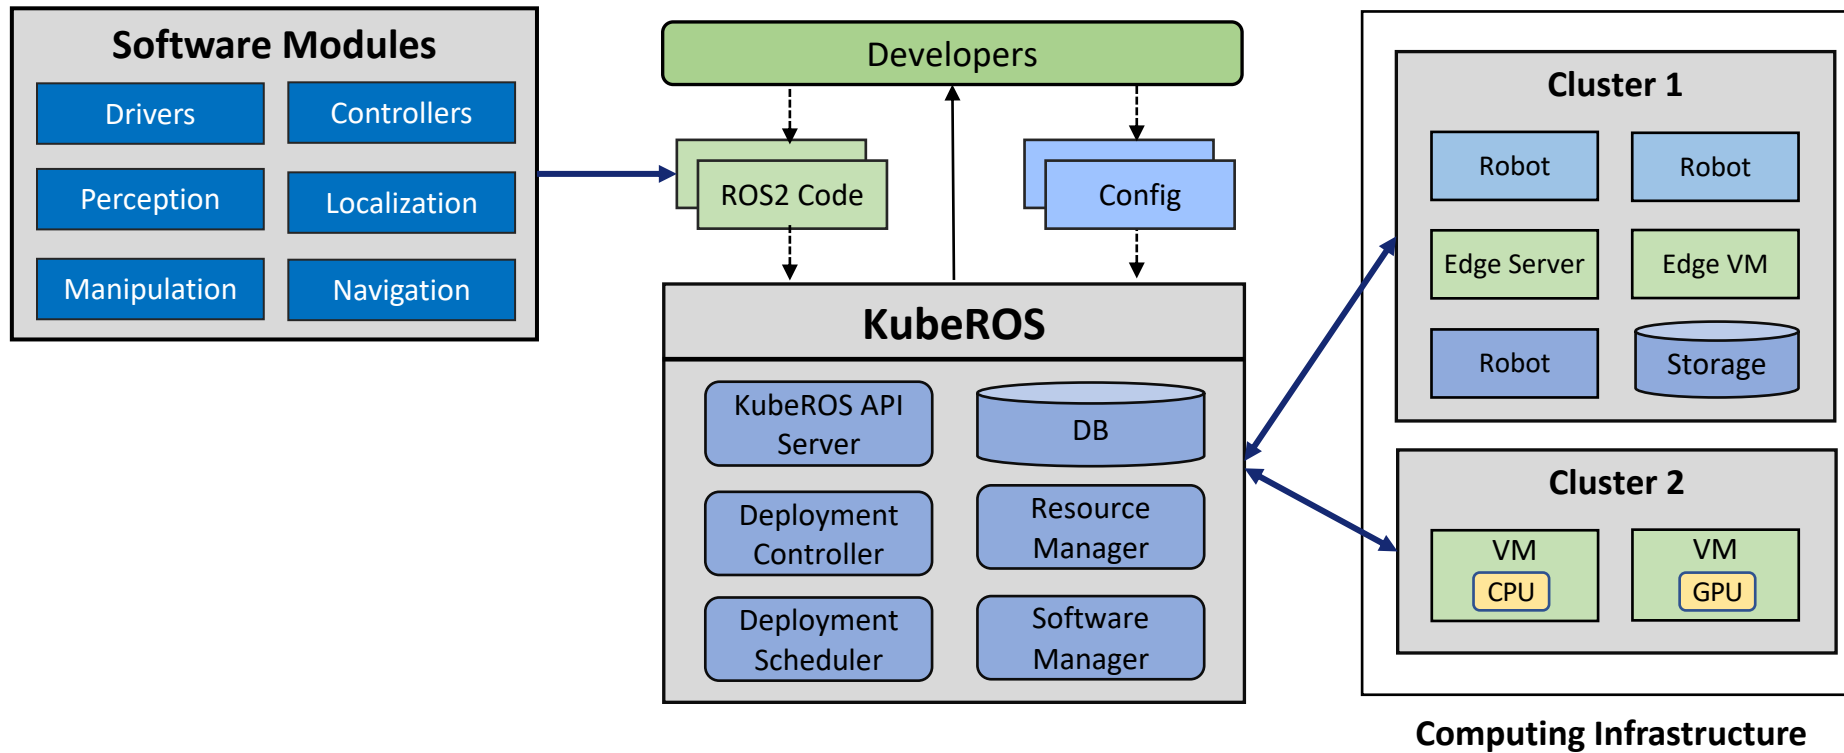 Software Modules
Drivers
Controllers
Perception
Localization
Manipulation
Navigation
Developers
ROS2 Code
Config
KubeROS
KubeROS API
Server
DB
Deployment
Controller
Resource
Manager
Deployment
Scheduler
Software
Manager
Cluster 1
Robot
Robot
Edge Server
Edge VM
Robot
Storage
Cluster 2
VM
CPU
VM
GPU
Computing Infrastructure